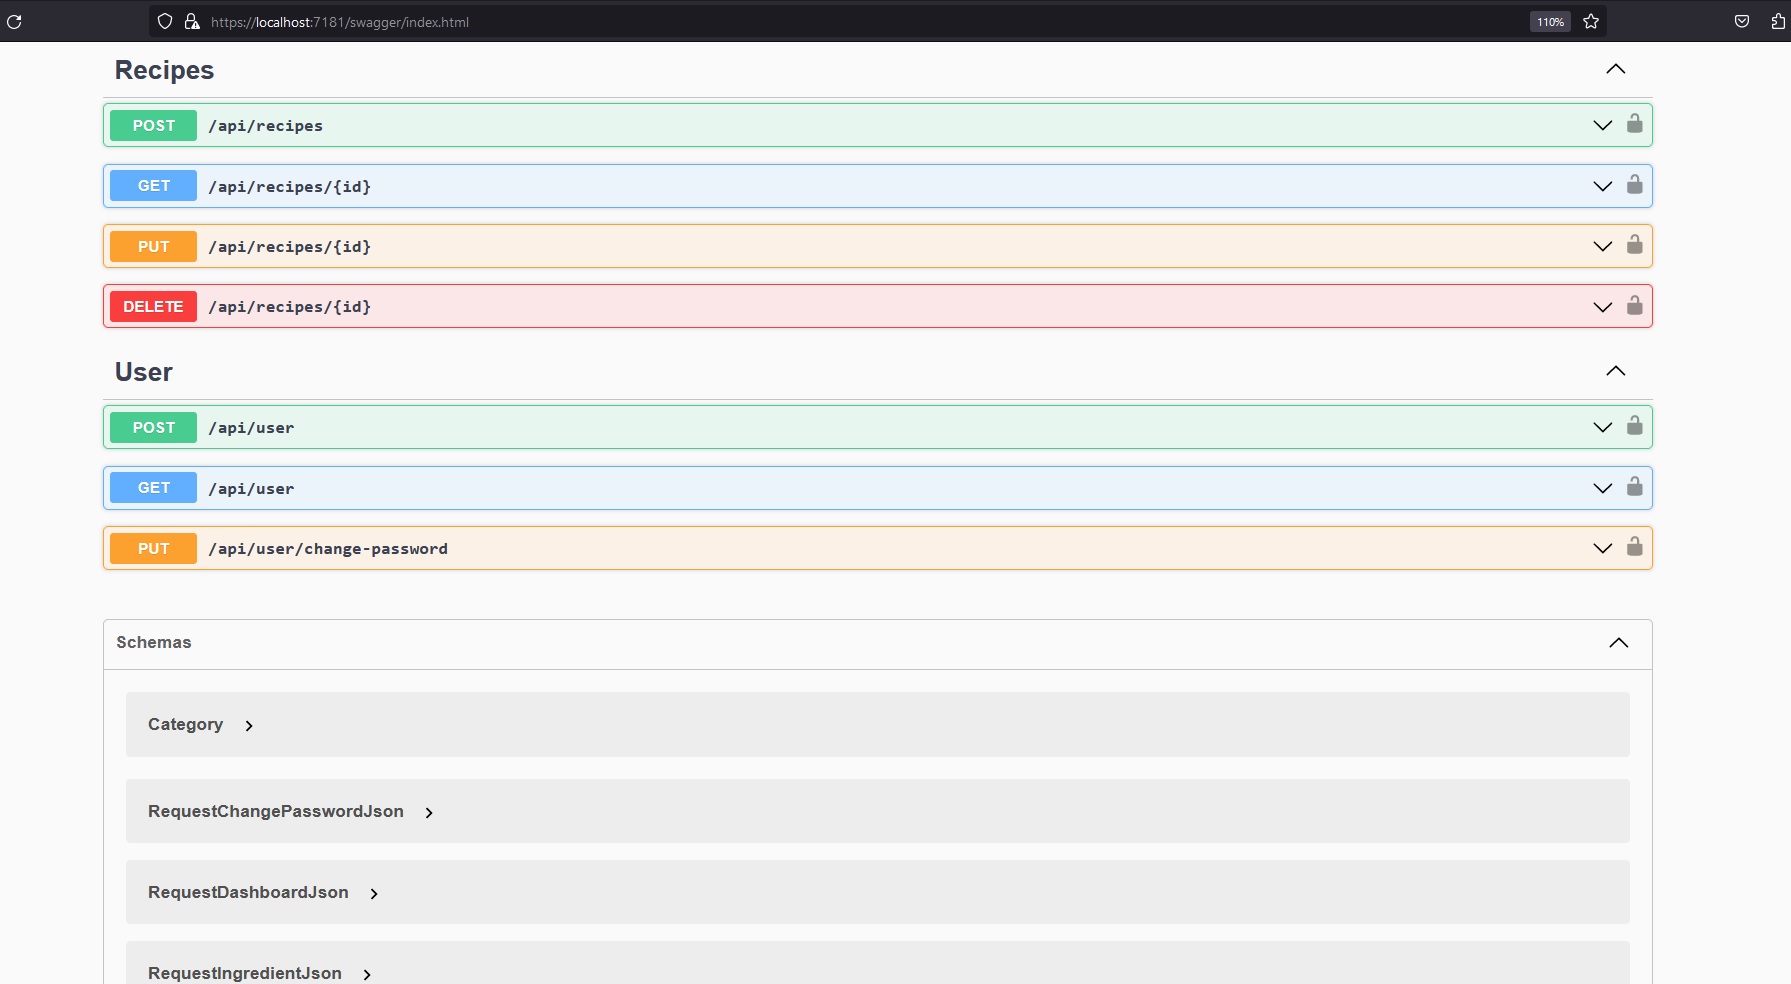 https://localhost:7181/swagger/index.html
110%
Recipes
POST /api/recipes
GET /api/recipes/{id}
PUT /api/recipes/{id}
DELETE /api/recipes/{id}
User
POST /api/user
GET /api/user
PUT /api/user/change-password
Schemas
Category
RequestChangePasswordJson
RequestDashboardJson
RequestIngredientJson